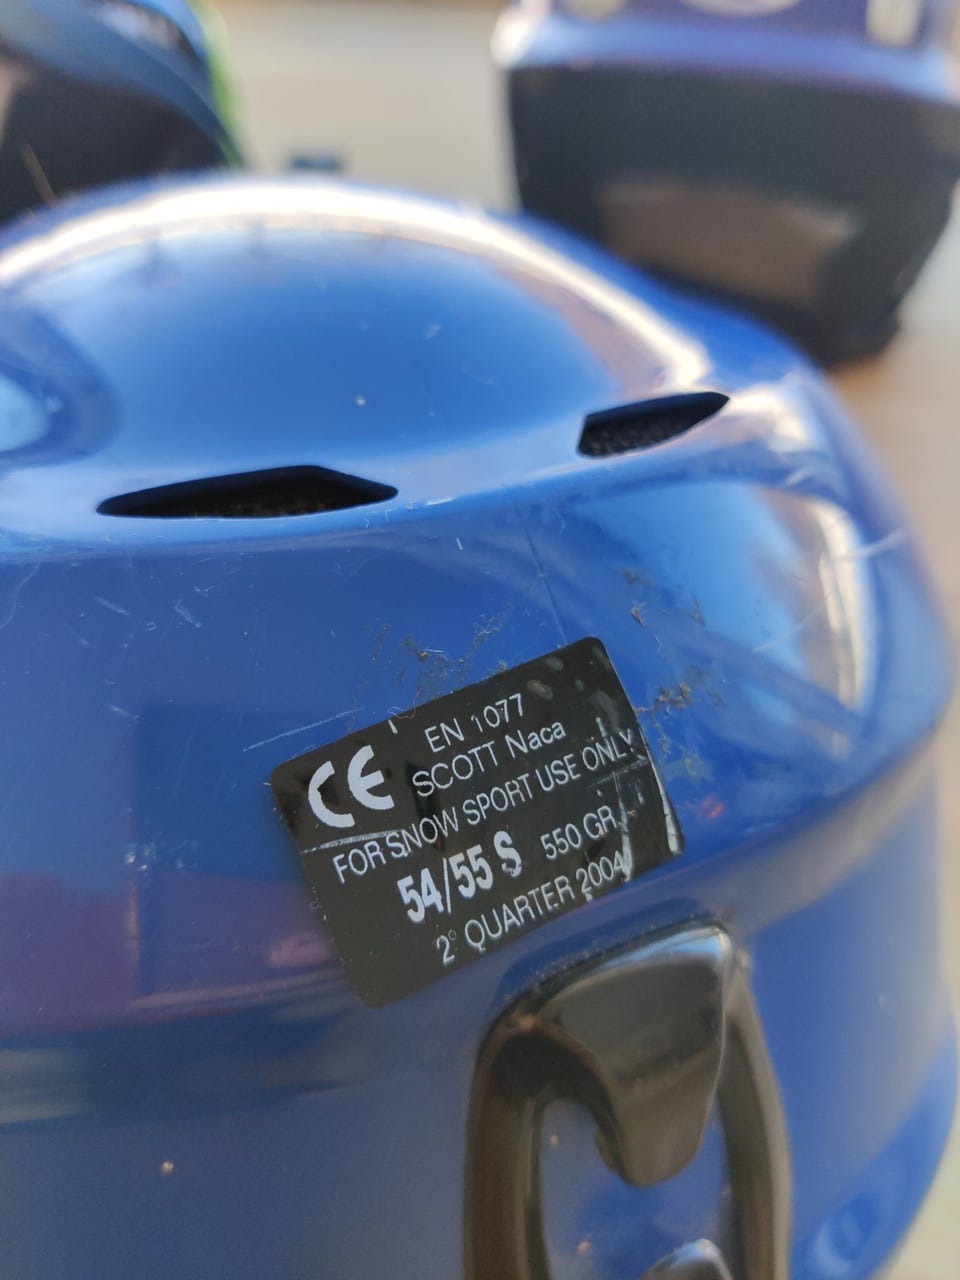 CE EN 1077
SCOTT Naca
FOR SNOW SPORT USE ONLY
54/55 S 550 GR.
2° QUARTER 2004